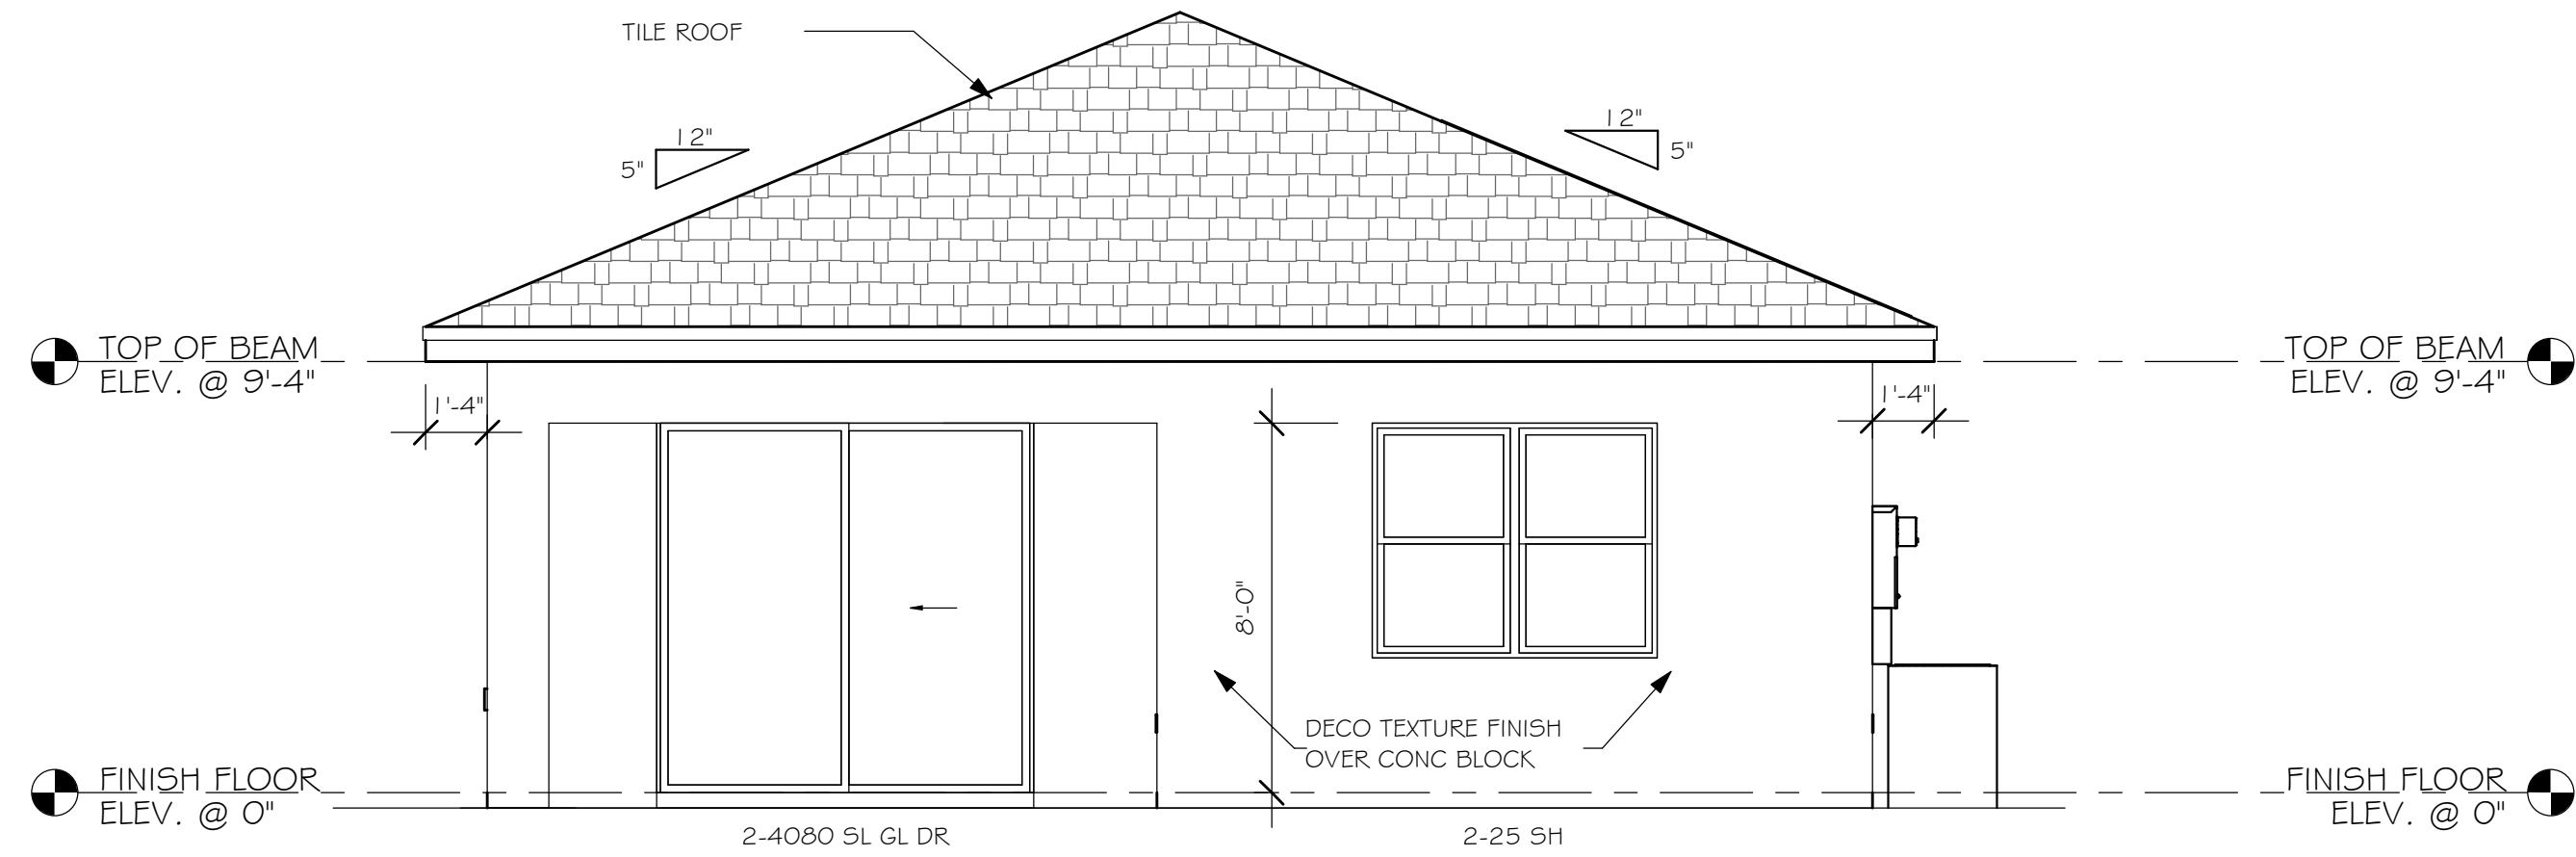 TILE ROOF
12"
5"
12"
5"
TOP OF BEAM
ELEV. @ 9'-4"
TOP OF BEAM
ELEV. @ 9'-4"
1'-4"
1'-4"
8'-0"
DECO TEXTURE FINISH
OVER CONC BLOCK
FINISH FLOOR
ELEV. @ 0"
FINISH FLOOR
ELEV. @ 0"
2-4080 SL GL DR
2-25 SH